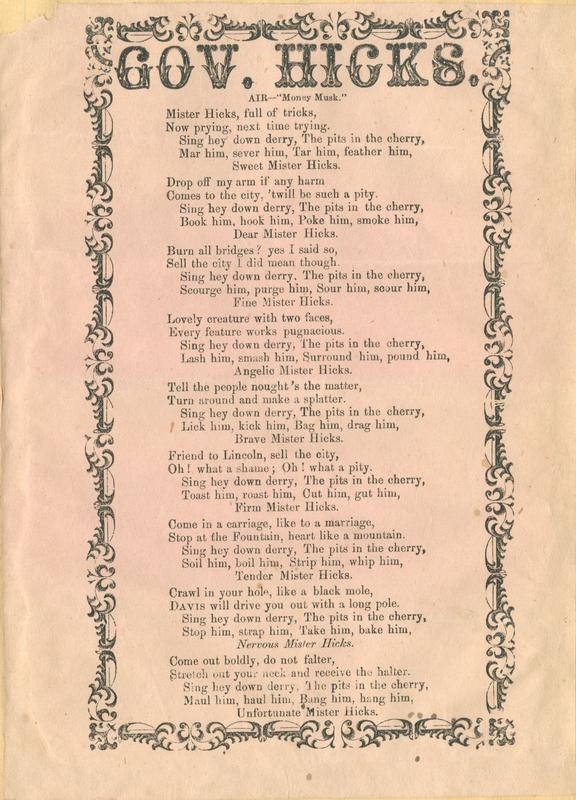 GOV. HICKS.
AIR—"Money Musk."
Mister Hicks, full of tricks,
Now prying, next time trying.
Sing hey down derry, The pits in the cherry,
Mar him, sever him, Tar him, feather him,
Sweet Mister Hicks.
Drop off my arm if any harm
Comes to the city, 'twill be such a pity.
Sing hey down derry, The pits in the cherry,
Book him, hook him, Poke him, smoke him,
Dear Mister Hicks.
Burn all bridges? yes I said so,
Sell the city I did mean though.
Sing hey down derry, The pits in the cherry,
Scourge him, purge him, Sour him, scour him,
Fine Mister Hicks.
Lovely creature with two faces,
Every feature works pugnacious.
Sing hey down derry, The pits in the cherry,
Lash him, smash him, Surround him, pound him,
Angelic Mister Hicks.
Tell the people nought's the matter,
Turn around and make a splatter.
Sing hey down derry, The pits in the cherry,
Lick him, kick him, Bag him, drag him,
Brave Mister Hicks.
Friend to Lincoln, sell the city,
Oh! what a shame; Oh! what a pity.
Sing hey down derry, The pits in the cherry,
Toast him, roast him, Cut him, gut him,
Firm Mister Hicks.
Come in a carriage, like to a marriage,
Stop at the Fountain, heart like a mountain.
Sing hey down derry, The pits in the cherry,
Soil him, boil him, Strip him, whip him,
Tender Mister Hicks.
Crawl in your hole, like a black mole,
DAVIS will drive you out with a long pole.
Sing hey down derry, The pits in the cherry,
Stop him, strap him, Take him, bake him,
Nervous Mister Hicks.
Come out boldly, do not falter,
Stretch out your neck and receive the halter.
Sing hey down derry, The pits in the cherry,
Maul him, haul him, Bang him, hang him,
Unfortunate Mister Hicks.